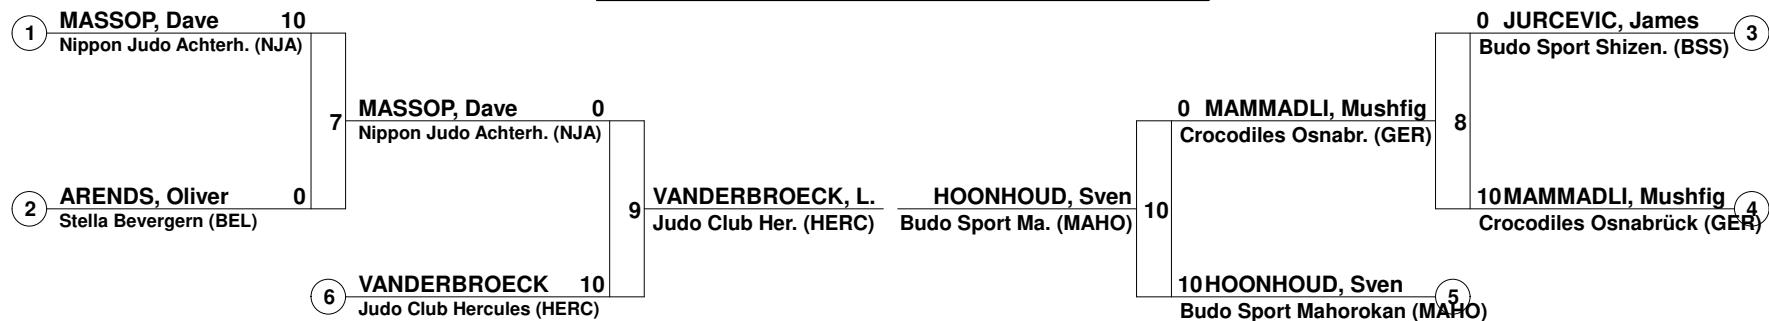 MASSOP, Dave 10
1
Nippon Judo Achterh. (NJA)
7
MASSOP, Dave 0
Nippon Judo Achterh. (NJA)
ARENDS, Oliver 0
2
Stella Bevergern (BEL)
9
VANDERBROECK, L.
Judo Club Her. (HERC)
VANDERBROECK 10
6
Judo Club Hercules (HERC)
0 JURCEVIC, James
3
Budo Sport Shizen. (BSS)
0 MAMMADLI, Mushfig
8
Crocodiles Osnabr. (GER)
HOONHOUD, Sven
10
Budo Sport Ma. (MAHO)
10 MAMMADLI, Mushfig
4
Crocodiles Osnabrück (GER)
10 HOONHOUD, Sven
5
Budo Sport Mahorokan (MAHO)